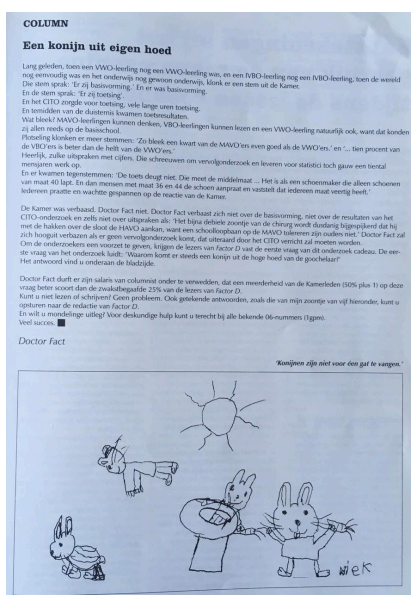 COLUMN
Een konijn uit eigen hoed
Lang geleden, toen een VWO-leerling nog een VWO-leerling was, en een IVBO-leerling nog een IVBO-leerling, toen de wereld
nog eenvoudig was en het onderwijs nog gewoon onderwijs, klonk er een stem uit de Kamer.
Die stem sprak: 'Er zij basisvorming.' En er was basisvorming.
En de stem sprak: 'Er zij toetsing'.
En het CITO zorgde voor toetsing, vele lange uren toetsing.
En temidden van de duisternis kwamen toetsresultaten.
Wat bleek? MAVO-leerlingen kunnen denken, VBO-leerlingen kunnen lezen en een VWO-leerling natuurlijk ook, want dat konden
zij allen reeds op de basisschool.
Plotseling klonken er meer stemmen: 'Zo bleek een kwart van de MAVO'ers even goed als de VWO'ers.' en '... tien procent van
de VBO'ers is beter dan de helft van de VWO'ers.'
Heerlijk, zulke uitspraken met cijfers. Die schreeuwen om vervolgonderzoek en leveren voor statistici toch gauw een tiental
mensjaren werk op.
En er kwamen tegenstemmen: 'De toets deugt niet. Die meet de middelmaat ... Het is als een schoenmaker die alleen schoenen
van maat 40 lapt. En dan mensen met maat 36 en 44 de schoen aanpraat en vaststelt dat iedereen maat veertig heeft.'
Iedereen praatte en wachtte gespannen op de reactie van de Kamer.
De Kamer was verbaasd. Doctor Fact niet. Doctor Fact verbaast zich niet over de basisvorming, niet over de resultaten van het
CITO-onderzoek en zelfs niet over uitspraken als: 'Het bijna debiele zoontje van de chirurg wordt dusdanig bijgespijkerd dat hij
met de hakken over de sloot de HAVO aankan, want een schoolloopbaan op de MAVO tolereren zijn ouders niet.' Doctor Fact zal
zich hooguit verbazen als er geen vervolgonderzoek komt, dat uiteraard door het CITO verricht zal moeten worden.
Om de onderzoekers een voorzet te geven, krijgen de lezers van Factor D vast de eerste vraag van dit onderzoek cadeau. De eer-
ste vraag van het onderzoek luidt: 'Waarom komt er steeds een konijn uit de hoge hoed van de goochelaar?'
Het antwoord vind u onderaan de bladzijde.
Doctor Fact durft er zijn salaris van columnist onder te verwedden, dat een meerderheid van de Kamerleden (50% plus 1) op deze
vraag beter scoort dan de zwakstbegaafde 25% van de lezers van Factor D.
Kunt u niet lezen of schrijven? Geen probleem. Ook getekende antwoorden, zoals die van mijn zoontje van vijf hieronder, kunt u
opsturen naar de redactie van Factor D.
En wilt u mondelinge uitleg? Voor deskundige hulp kunt u terecht bij alle bekende 06-nummers (1gpm).
Veel succes.
Doctor Fact
'Konijnen zijn niet voor één gat te vangen.'